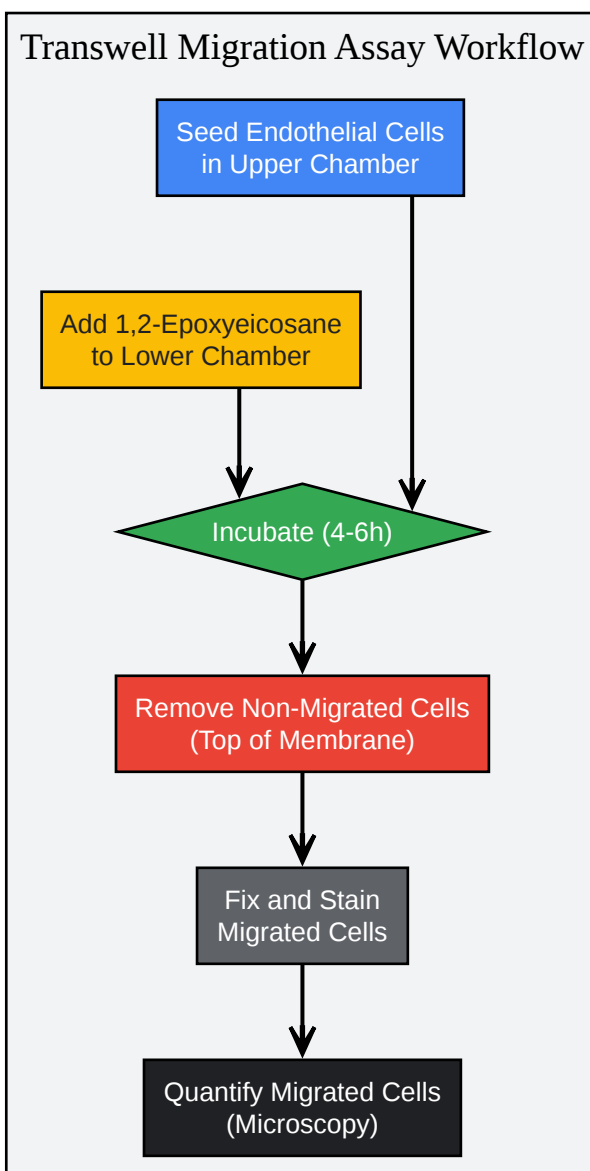 Transwell Migration Assay Workflow
Seed Endothelial Cells
in Upper Chamber
Add 1,2-Epoxyeicosane
to Lower Chamber
Incubate (4-6h)
Remove Non-Migrated Cells
(Top of Membrane)
Fix and Stain
Migrated Cells
Quantify Migrated Cells
(Microscopy)